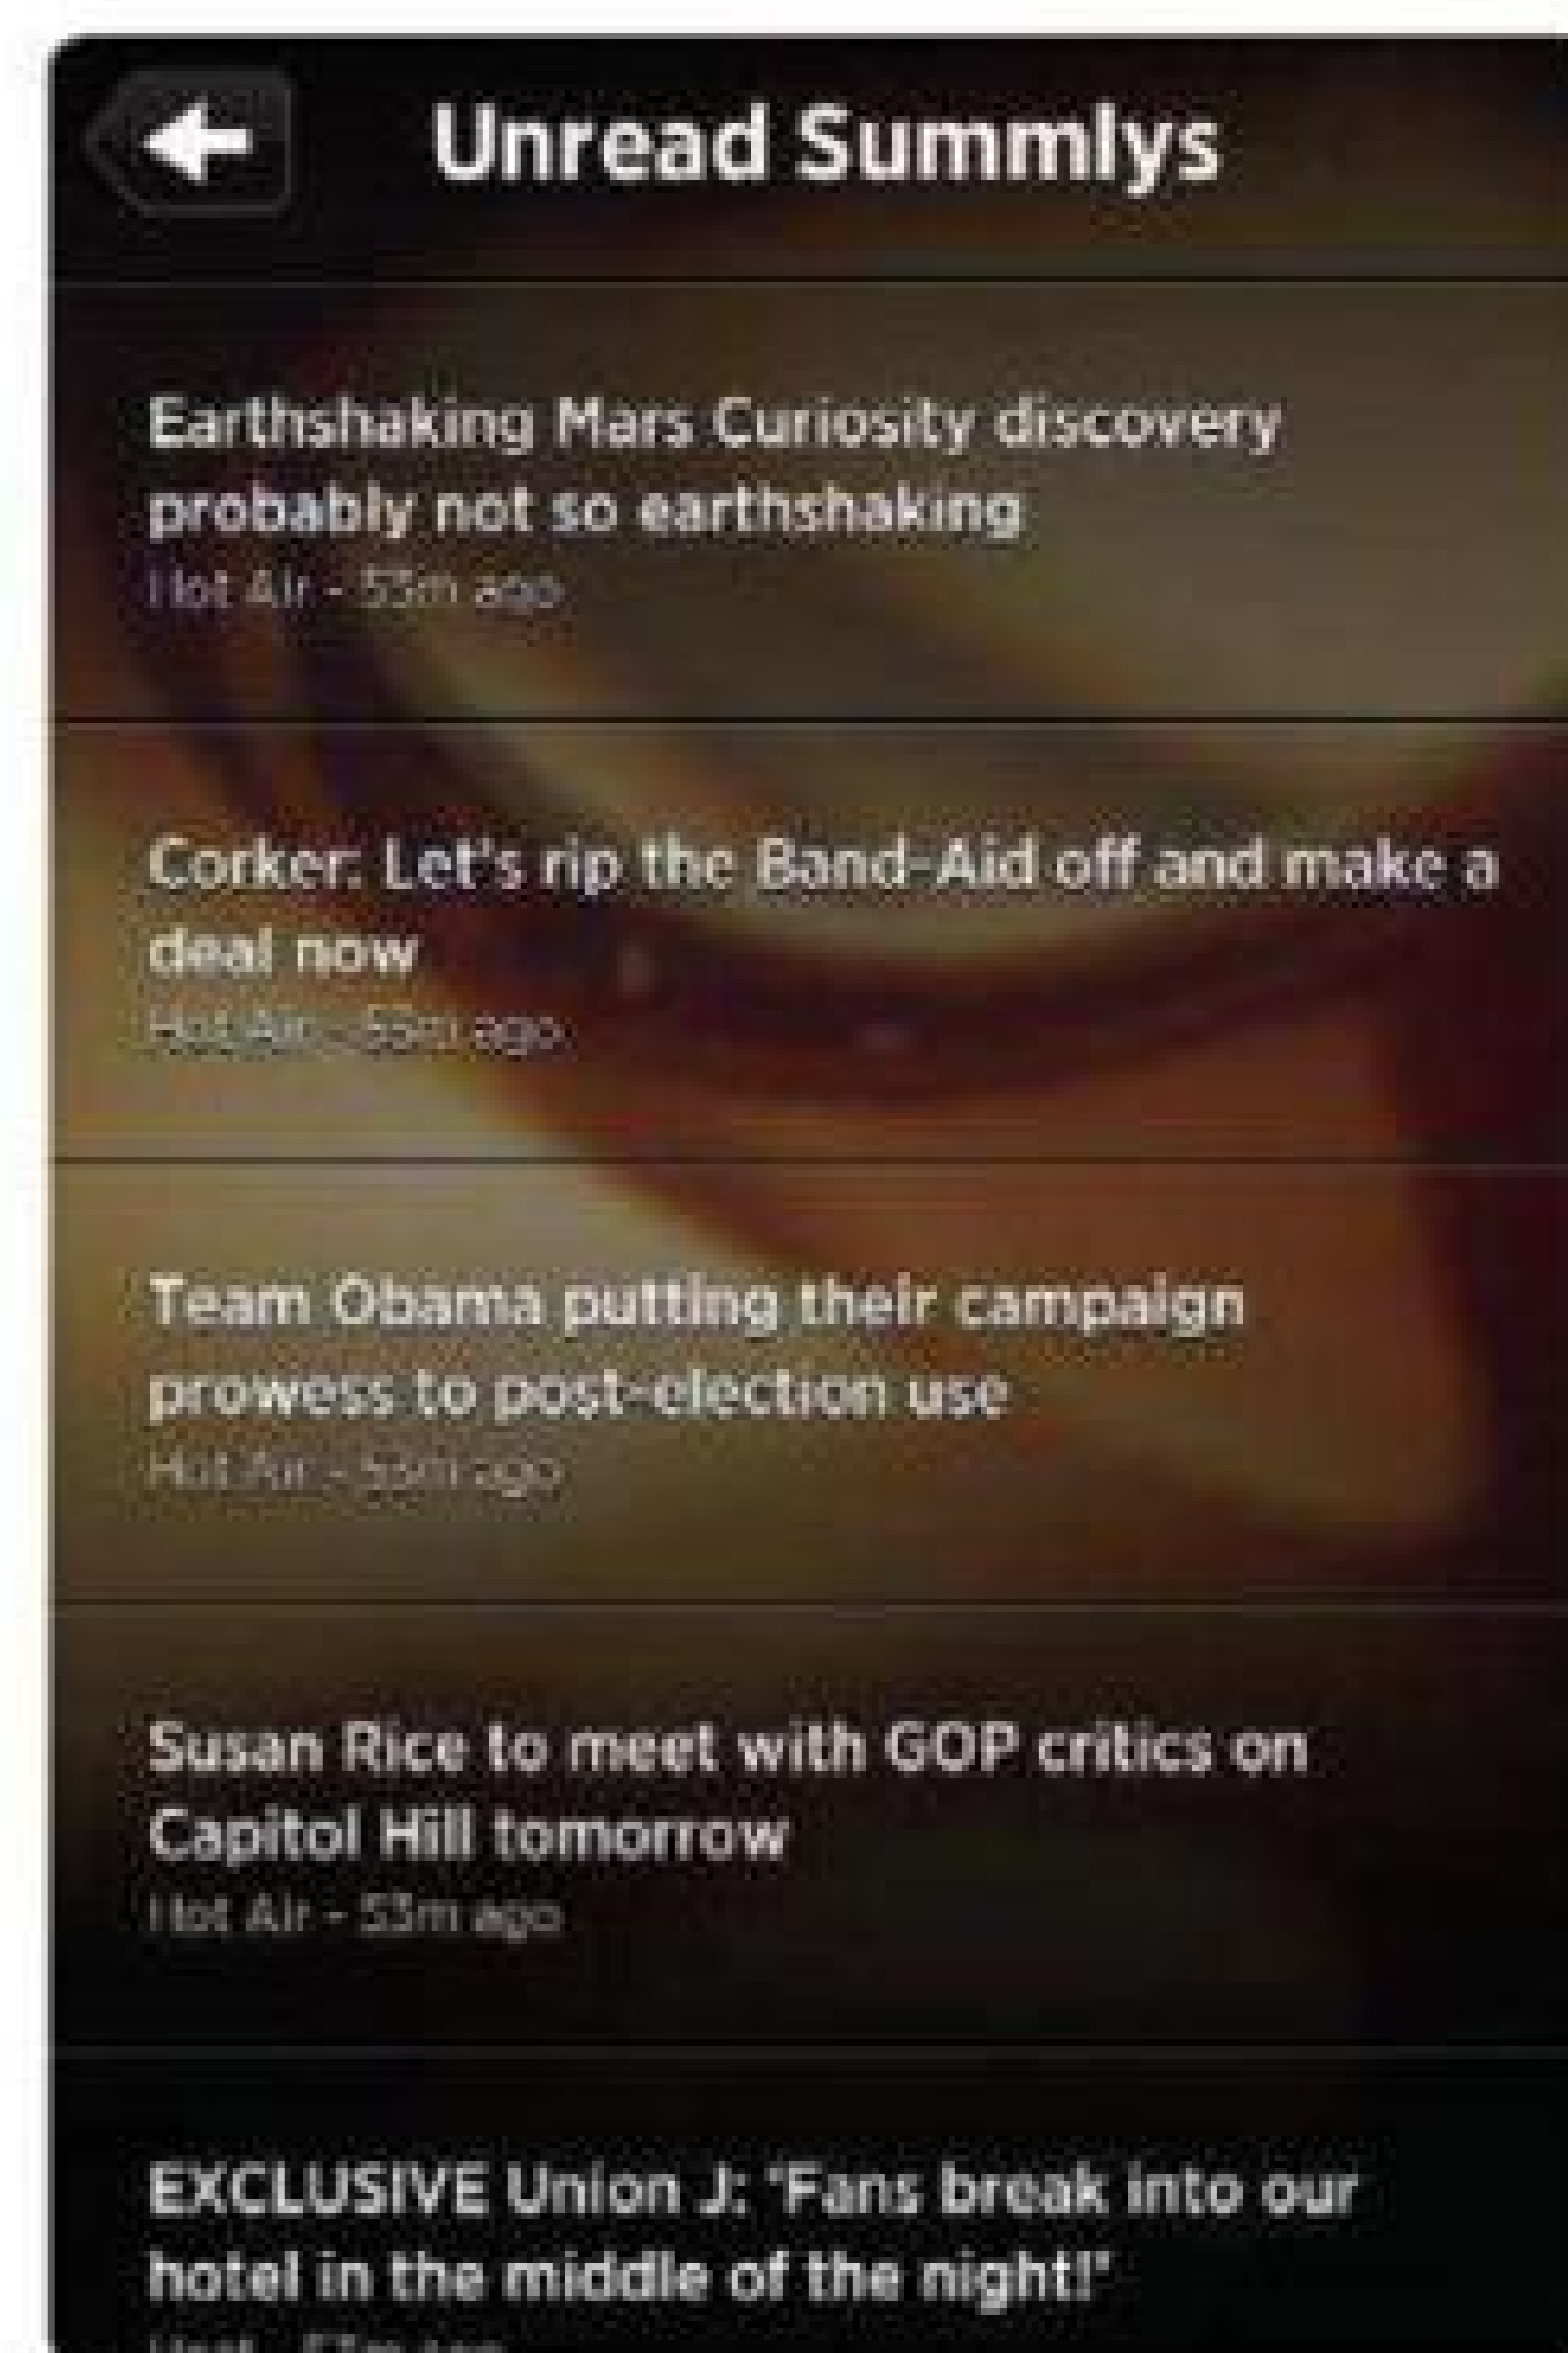 Unread Summlys
Earthshaking Mars Curiosity discovery
probably not so earthshaking
Hot Air - 53m ago
Corker: Let's rip the Band-Aid off and make a
deal now
Hot Air - 53m ago
Team Obama putting their campaign
prowess to post-election use
Hot Air - 53m ago
Susan Rice to meet with GOP critics on
Capitol Hill tomorrow
Hot Air - 53m ago
EXCLUSIVE Union J: "Fans break into our
hotel in the middle of the night!"